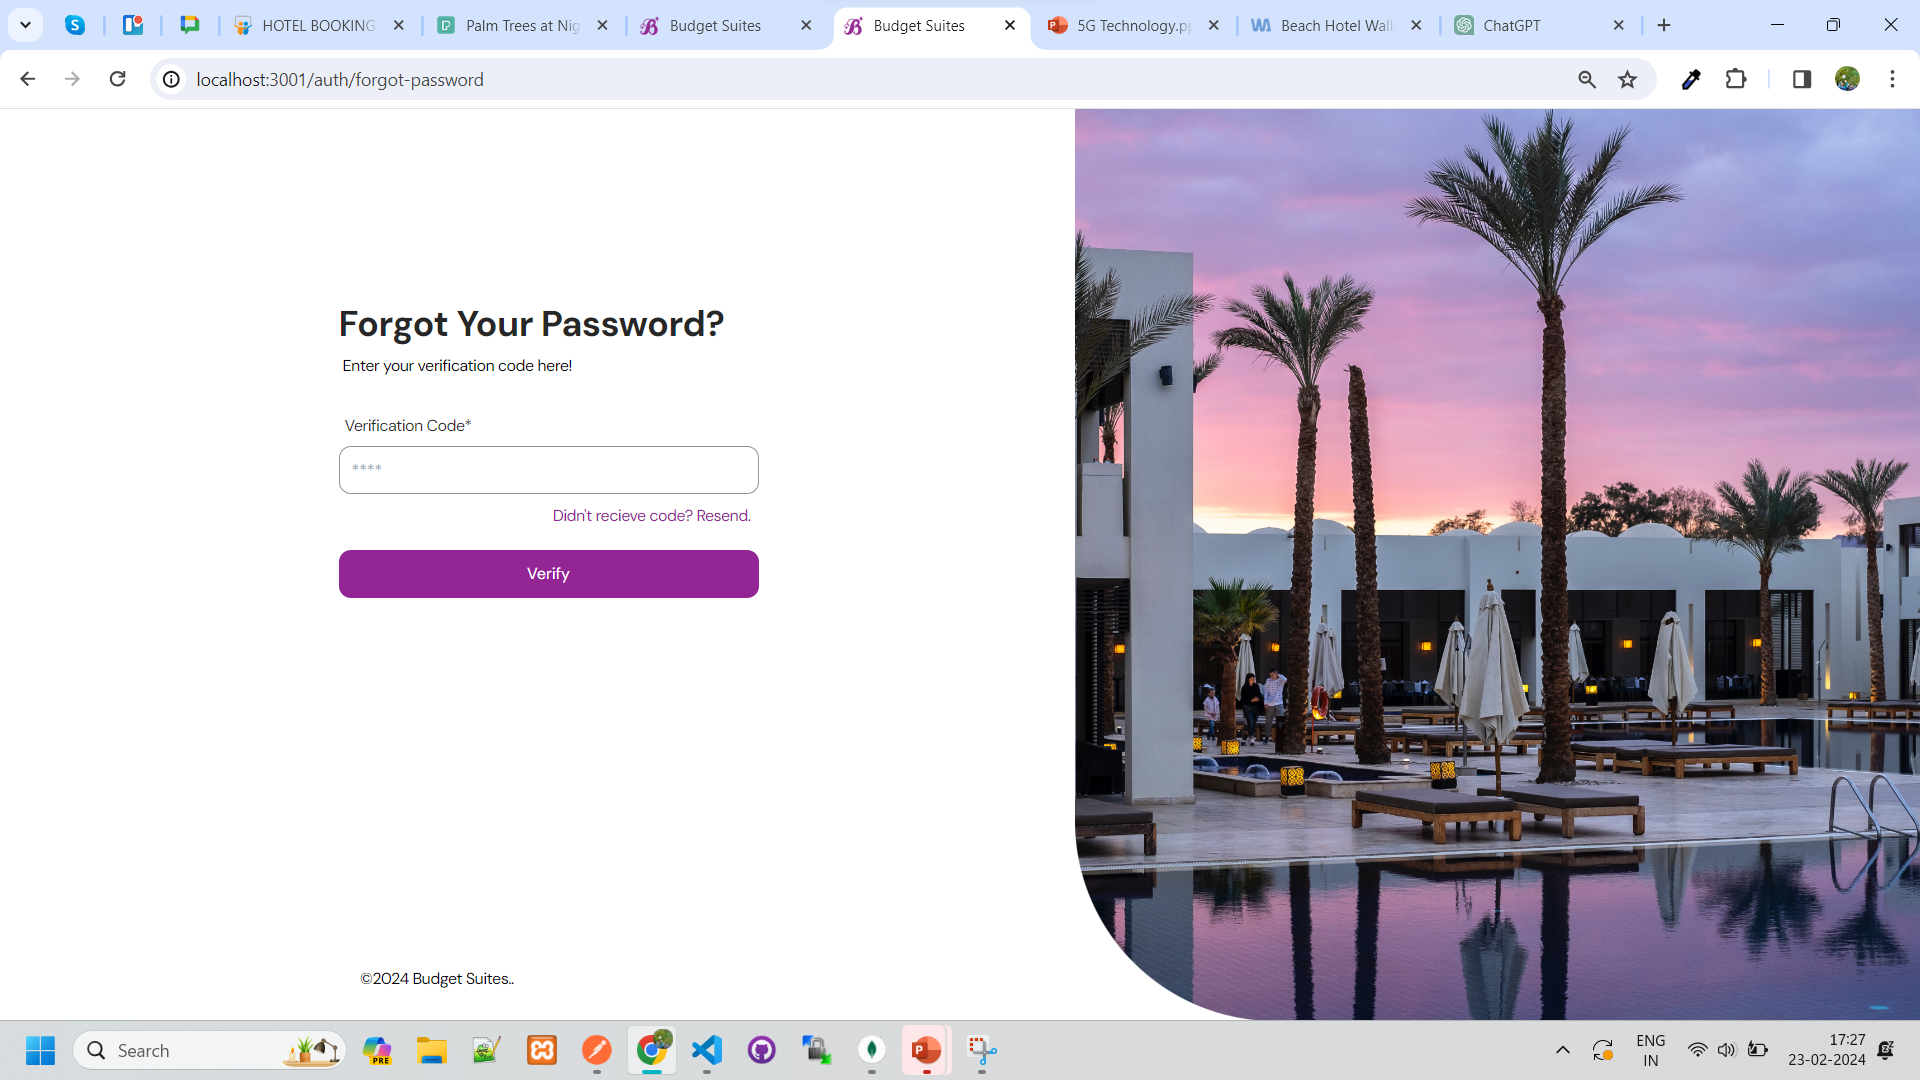 HOTEL BOOKING
Palm Trees at Nig
Budget Suites
Budget Suites
5G Technology.pp
Beach Hotel Wall
ChatGPT
localhost:3001/auth/forgot-password
Forgot Your Password?
Enter your verification code here!
Verification Code*
****
Didn't recieve code? Resend.
Verify
©2024 Budget Suites..
Search
PRE
ENG
IN
17:27
23-02-2024